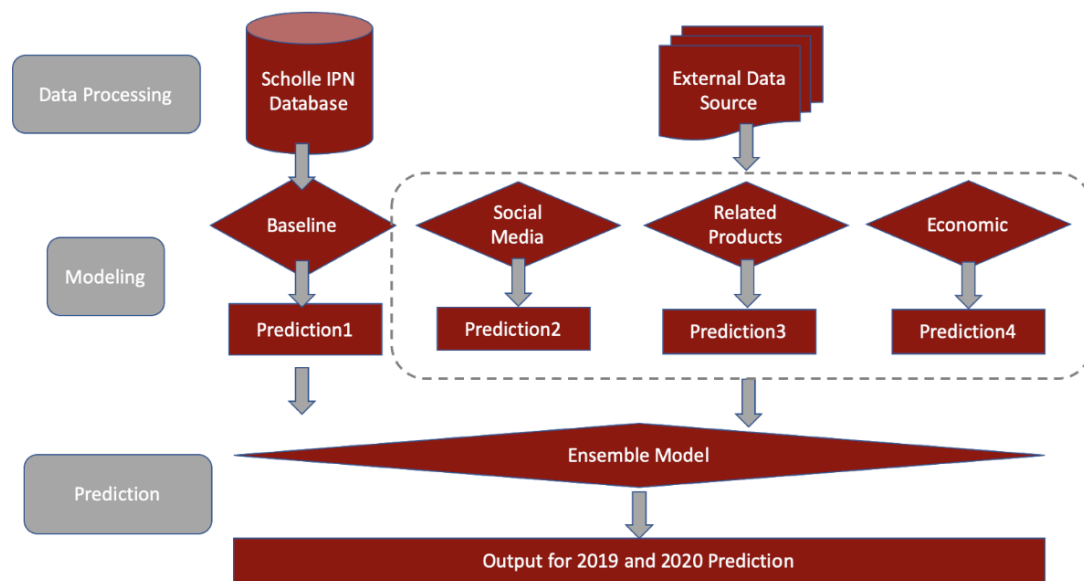 Data Processing
Scholle IPN
Database
External Data
Source
Modeling
Baseline
Social
Media
Related
Products
Economic
Prediction1
Prediction2
Prediction3
Prediction4
Prediction
Ensemble Model
Output for 2019 and 2020 Prediction